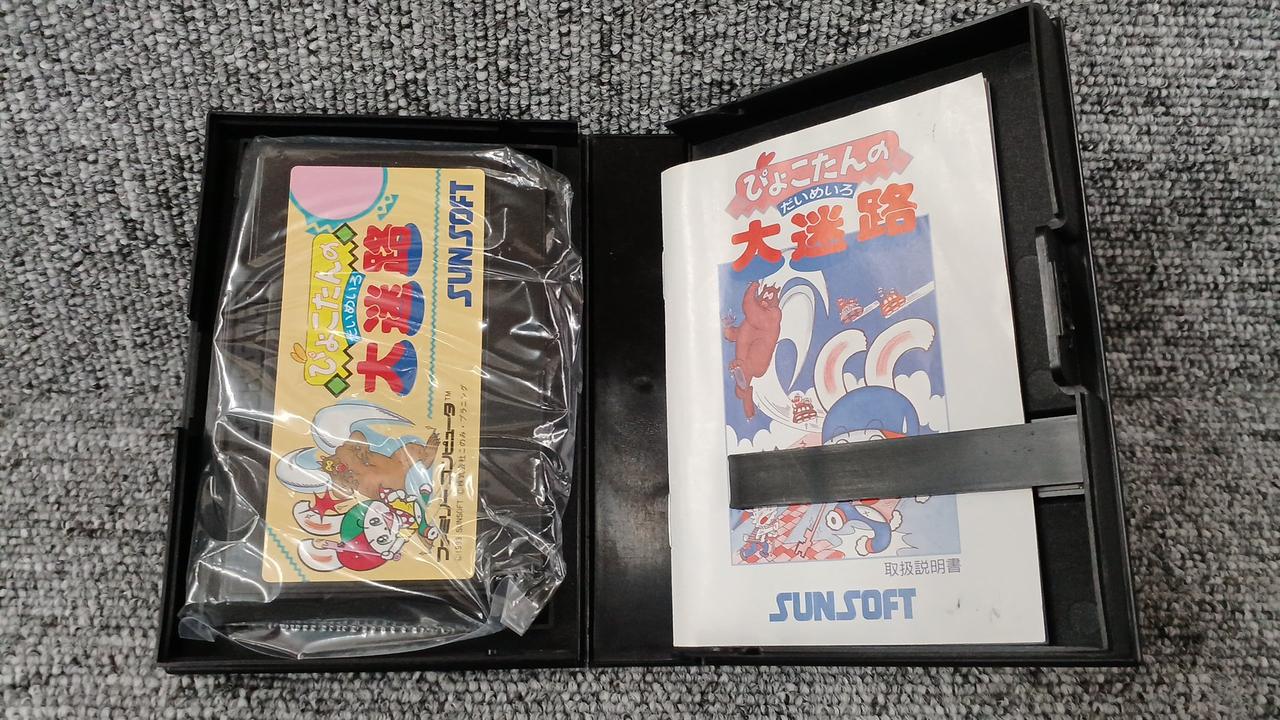 ぴょこたんの
だいめいろ
大迷路
SUNSOFT
ファミリーコンピュータ™
ぴょこたんの
だいめいろ
大迷路
取扱説明書
SUNSOFT